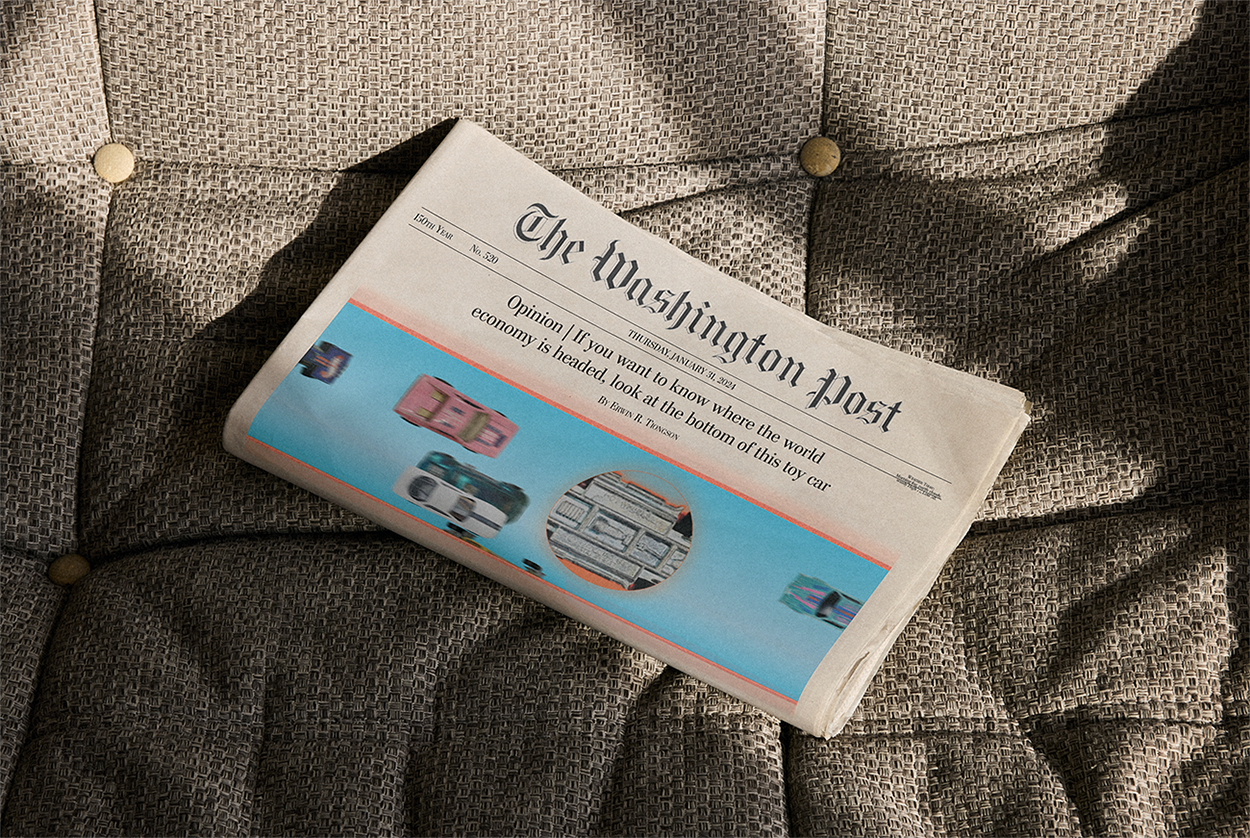 The Washington Post
150th Year
No. 520
THURSDAY, JANUARY 31, 2024
Opinion | If you want to know where the world
economy is headed, look at the bottom of this toy car
By Erwin R. Tiongson